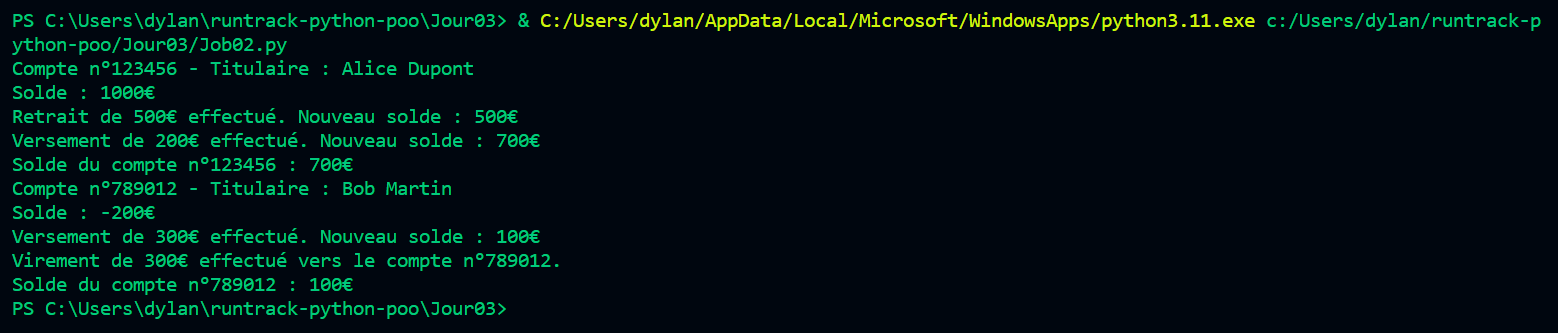 PS C:\Users\dylan\runtrack-python-poo\Jour03> & C:/Users/dylan/AppData/Local/Microsoft/WindowsApps/python3.11.exe c:/Users/dylan/runtrack-p
ython-poo/Jour03/Job02.py
Compte n°123456 - Titulaire : Alice Dupont
Solde : 1000€
Retrait de 500€ effectué. Nouveau solde : 500€
Versement de 200€ effectué. Nouveau solde : 700€
Solde du compte n°123456 : 700€
Compte n°789012 - Titulaire : Bob Martin
Solde : -200€
Versement de 300€ effectué. Nouveau solde : 100€
Virement de 300€ effectué vers le compte n°789012.
Solde du compte n°789012 : 100€
PS C:\Users\dylan\runtrack-python-poo\Jour03>